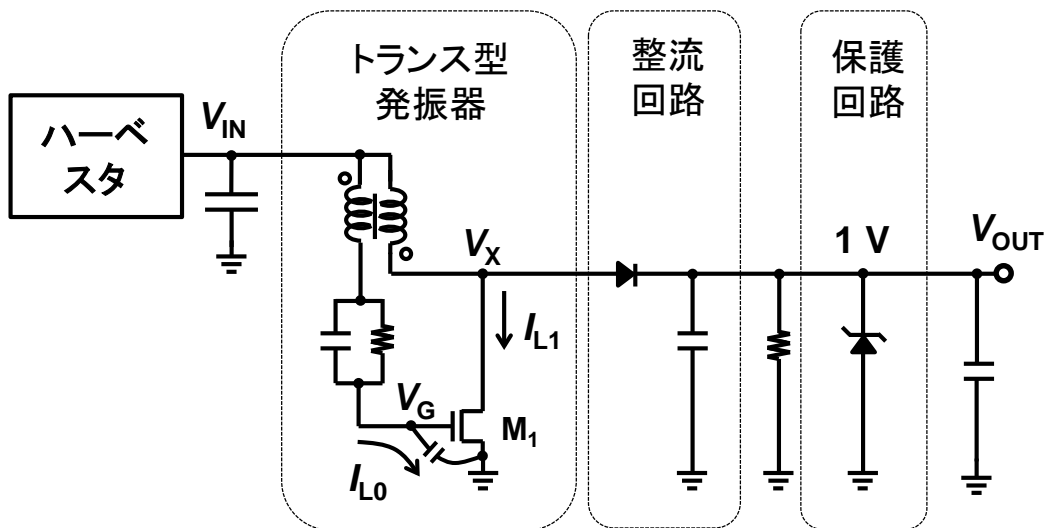 トランス型
発振器
整流
回路
保護
回路
ハーベ
スタ
VIN
VX
1 V
VOUT
IL1
VG
M1
IL0